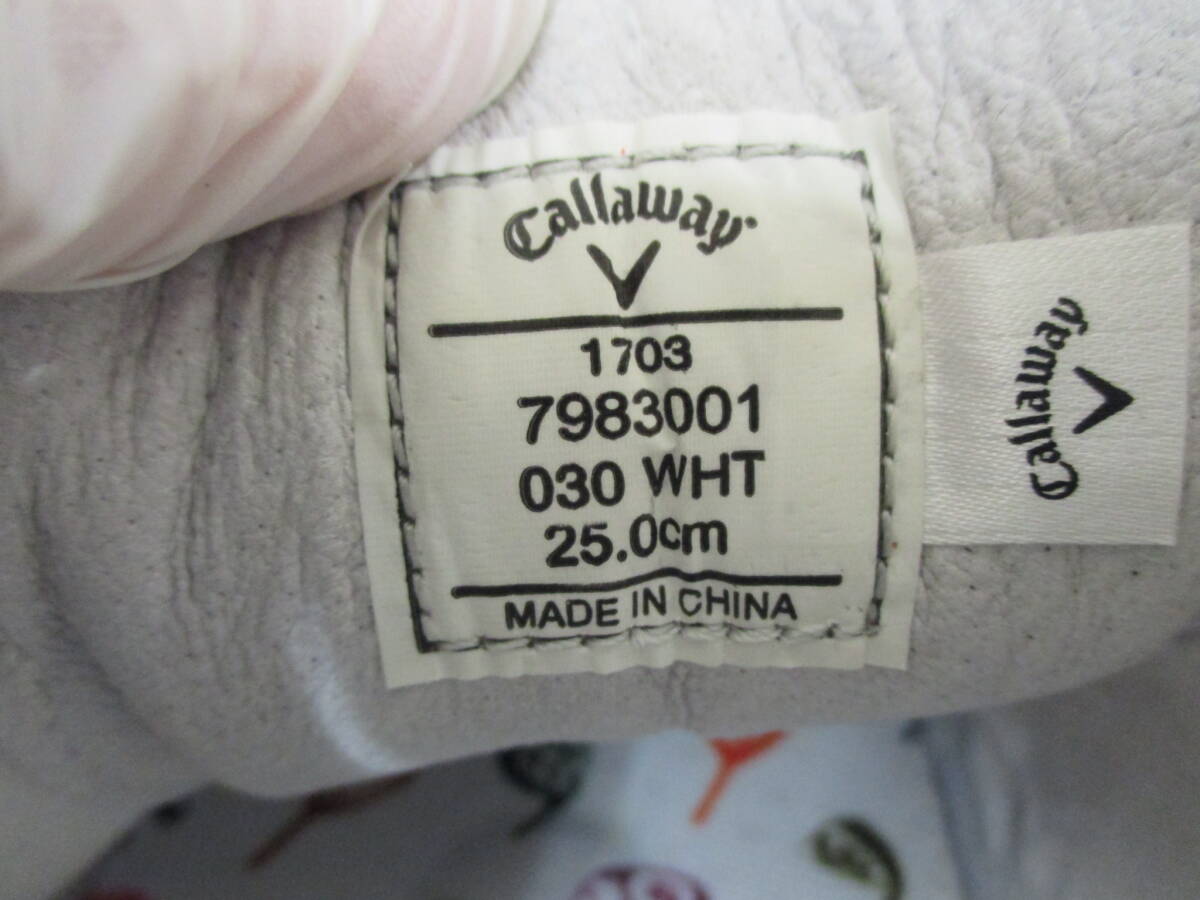 Callaway
1703
7983001
030 WHT
25.0cm
MADE IN CHINA
Callaway